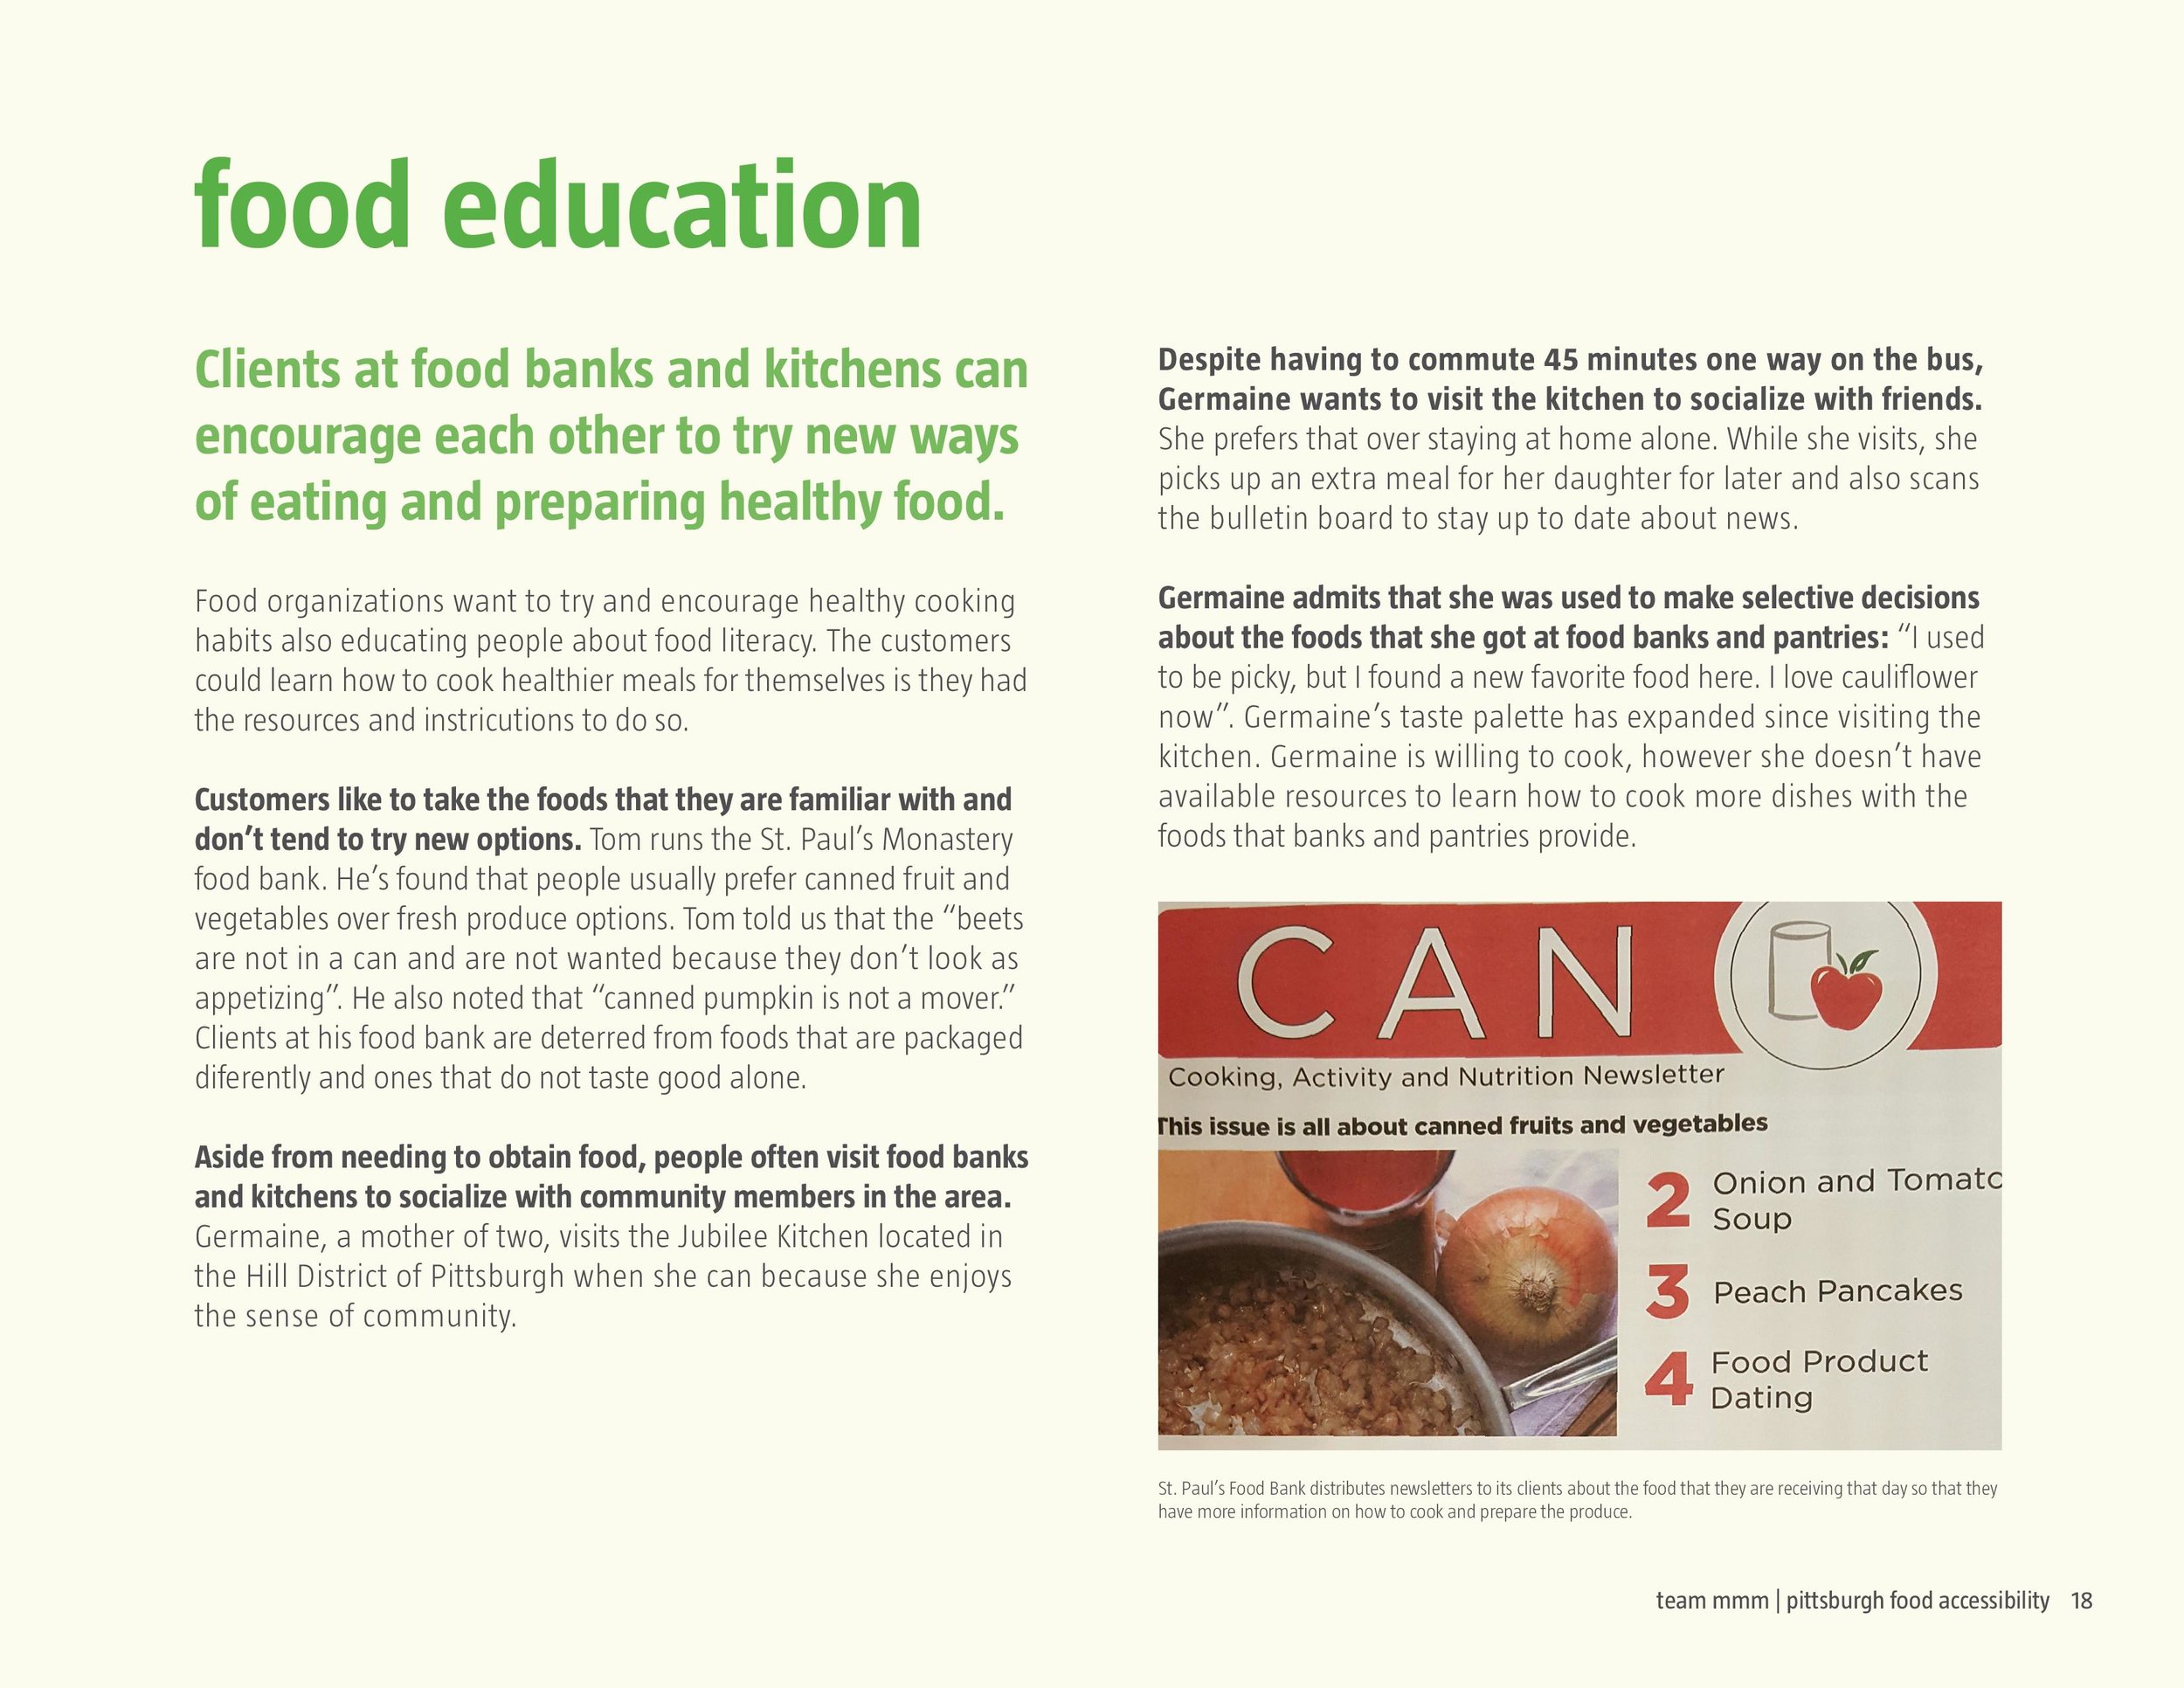 food education
Clients at food banks and kitchens can
encourage each other to try new ways
of eating and preparing healthy food.
Food organizations want to try and encourage healthy cooking
habits also educating people about food literacy. The customers
could learn how to cook healthier meals for themselves is they had
the resources and instricutions to do so.
Customers like to take the foods that they are familiar with and
don’t tend to try new options. Tom runs the St. Paul’s Monastery
food bank. He’s found that people usually prefer canned fruit and
vegetables over fresh produce options. Tom told us that the “beets
are not in a can and are not wanted because they don’t look as
appetizing”. He also noted that “canned pumpkin is not a mover.”
Clients at his food bank are deterred from foods that are packaged
diferently and ones that do not taste good alone.
Aside from needing to obtain food, people often visit food banks
and kitchens to socialize with community members in the area.
Germaine, a mother of two, visits the Jubilee Kitchen located in
the Hill District of Pittsburgh when she can because she enjoys
the sense of community.
Despite having to commute 45 minutes one way on the bus,
Germaine wants to visit the kitchen to socialize with friends.
She prefers that over staying at home alone. While she visits, she
picks up an extra meal for her daughter for later and also scans
the bulletin board to stay up to date about news.
Germaine admits that she was used to make selective decisions
about the foods that she got at food banks and pantries: “I used
to be picky, but I found a new favorite food here. I love cauliflower
now”. Germaine’s taste palette has expanded since visiting the
kitchen. Germaine is willing to cook, however she doesn’t have
available resources to learn how to cook more dishes with the
foods that banks and pantries provide.
CAN
Cooking, Activity and Nutrition Newsletter
This issue is all about canned fruits and vegetables
2 Onion and Tomato
Soup
3 Peach Pancakes
4 Food Product
Dating
St. Paul’s Food Bank distributes newsletters to its clients about the food that they are receiving that day so that they
have more information on how to cook and prepare the produce.
team mmm | pittsburgh food accessibility 18